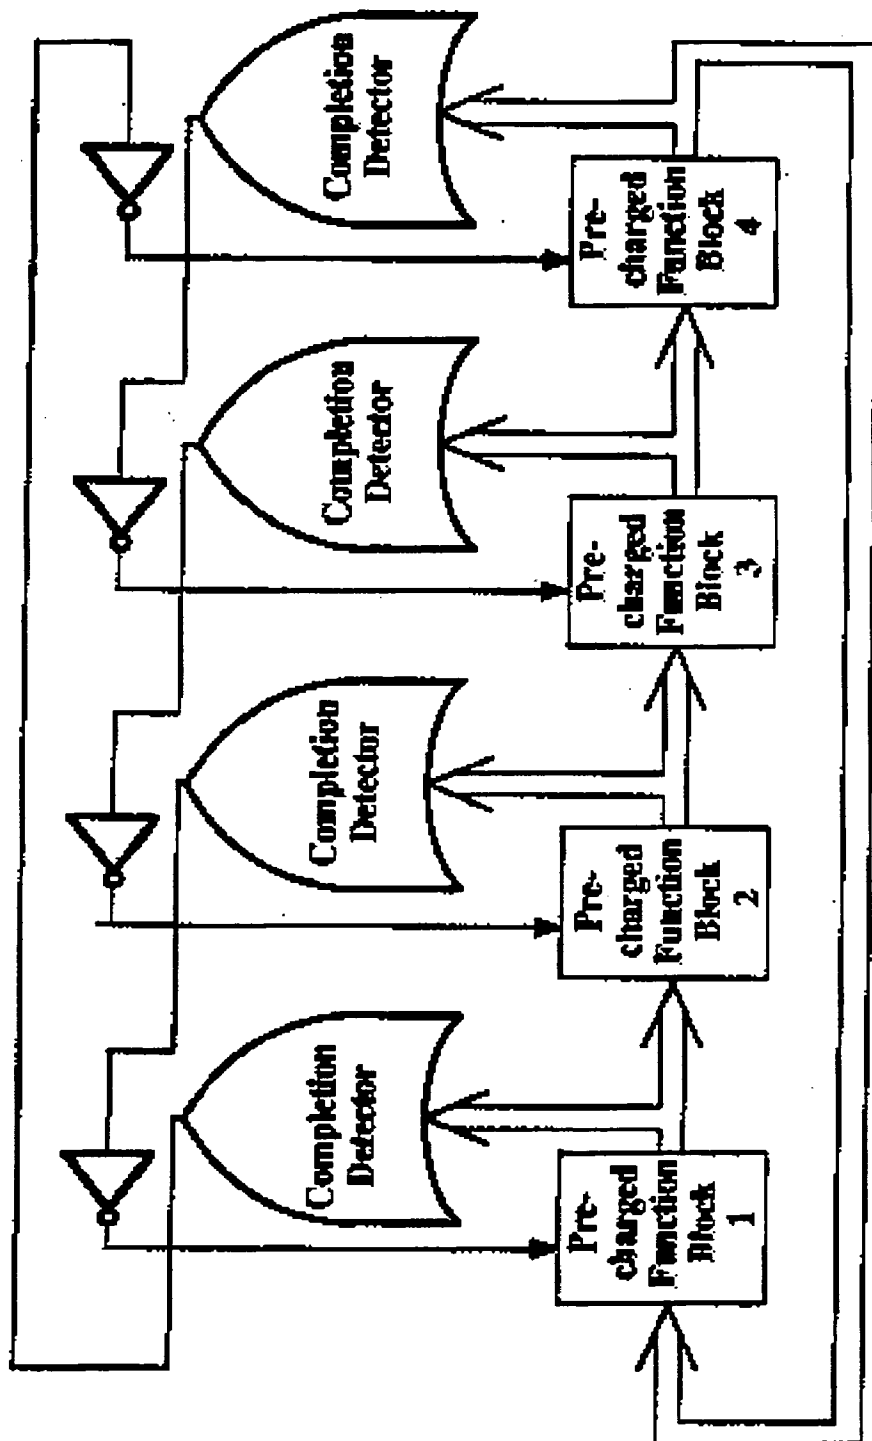 Completion
Detector
Completion
Detector
Completion
Detector
Completion
Detector
Pre-
charged
Function
Block
1
Pre-
charged
Function
Block
2
Pre-
charged
Function
Block
3
Pre-
charged
Function
Block
4